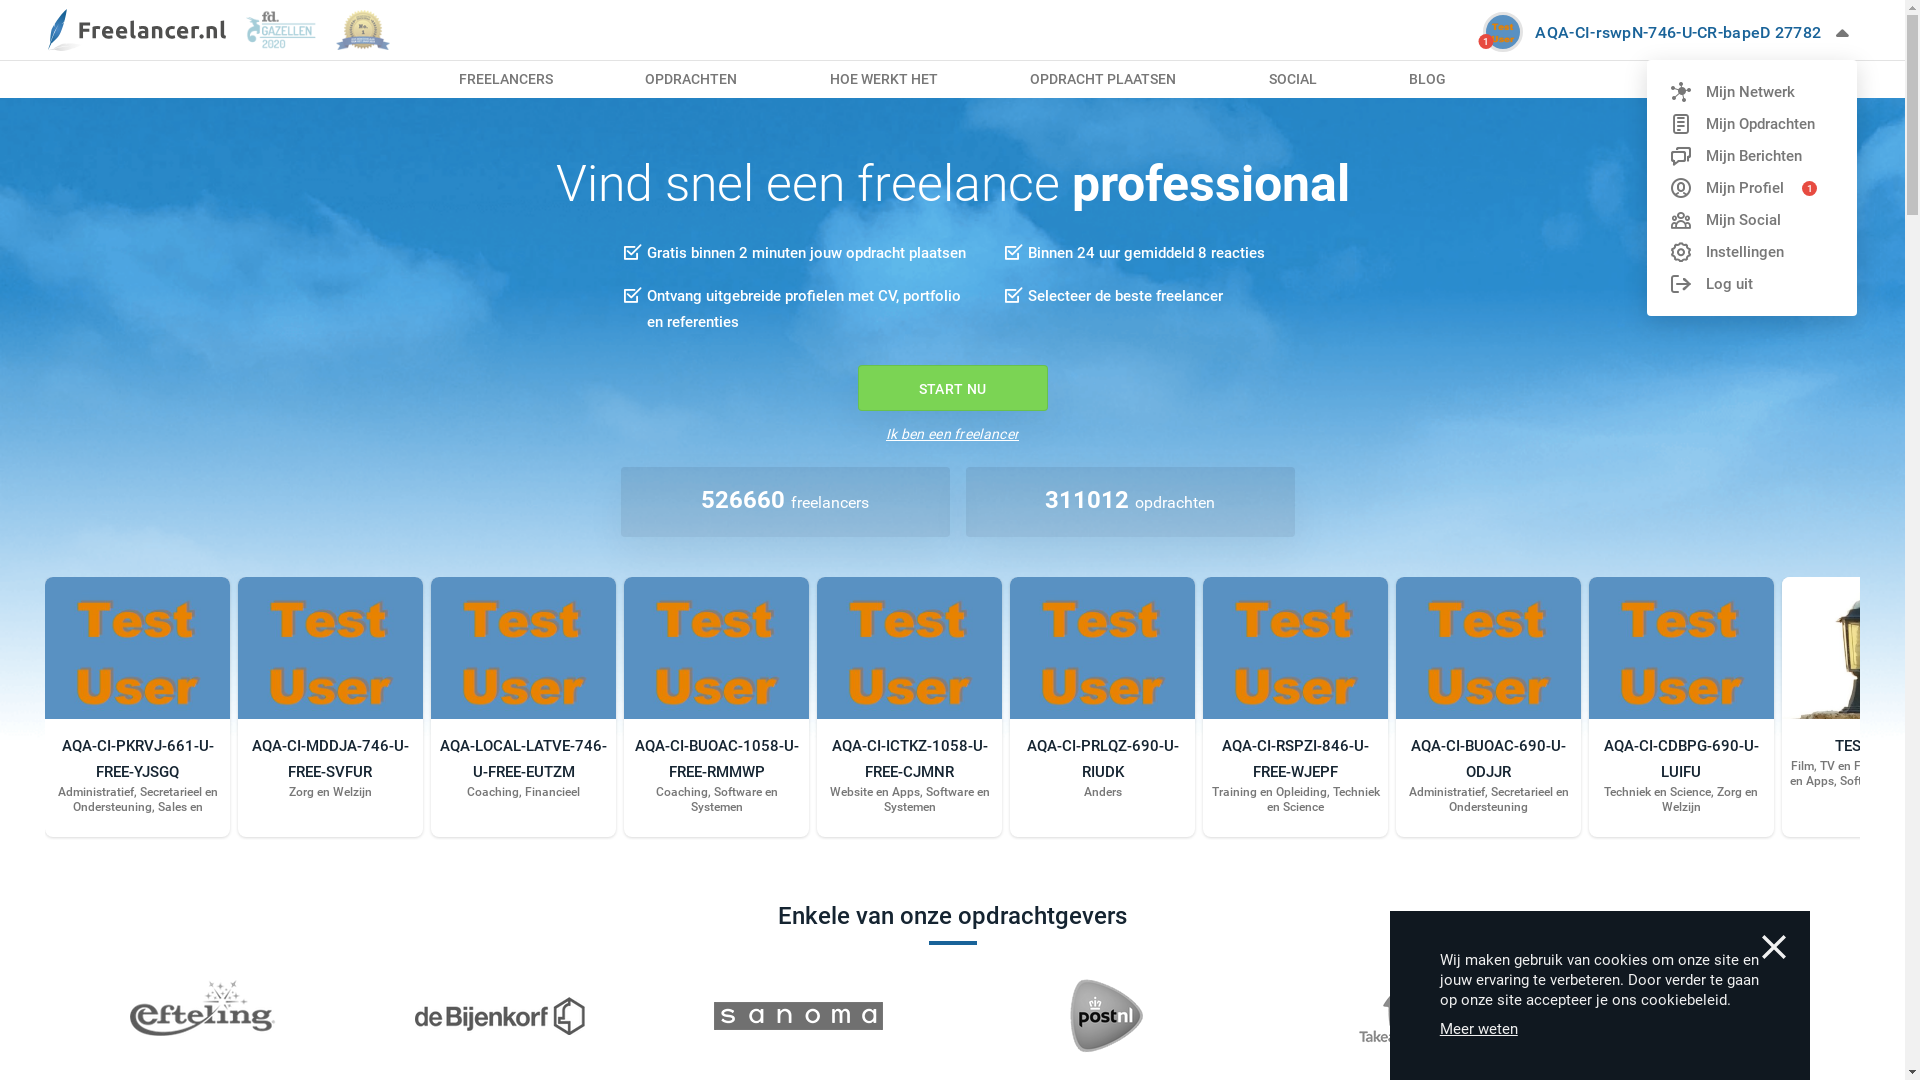 Freelancer.nl
fd.
GAZELLEN
2020
No.
1
Test
User
1
AQA-CI-rswpN-746-U-CR-bapeD 27782
FREELANCERS
OPDRACHTEN
HOE WERKT HET
OPDRACHT PLAATSEN
SOCIAL
BLOG
Mijn Netwerk
Mijn Opdrachten
Mijn Berichten
Mijn Profiel 1
Mijn Social
Instellingen
Log uit
Vind snel een freelance professional
Gratis binnen 2 minuten jouw opdracht plaatsen
Binnen 24 uur gemiddeld 8 reacties
Ontvang uitgebreide profielen met CV, portfolio
en referenties
Selecteer de beste freelancer
START NU
Ik ben een freelancer
526660 freelancers
311012 opdrachten
Test
User
AQA-CI-PKRVJ-661-U-
FREE-YJSGQ
Administratief, Secretarieel en
Ondersteuning, Sales en
Test
User
AQA-CI-MDDJA-746-U-
FREE-SVFUR
Zorg en Welzijn
Test
User
AQA-LOCAL-LATVE-746-
U-FREE-EUTZM
Coaching, Financieel
Test
User
AQA-CI-BUOAC-1058-U-
FREE-RMMWP
Coaching, Software en
Systemen
Test
User
AQA-CI-ICTKZ-1058-U-
FREE-CJMNR
Website en Apps, Software en
Systemen
Test
User
AQA-CI-PRLQZ-690-U-
RIUDK
Anders
Test
User
AQA-CI-RSPZI-846-U-
FREE-WJEPF
Training en Opleiding, Techniek
en Science
Test
User
AQA-CI-BUOAC-690-U-
ODJJR
Administratief, Secretarieel en
Ondersteuning
Test
User
AQA-CI-CDBPG-690-U-
LUIFU
Techniek en Science, Zorg en
Welzijn
TES
Film, TV en F
en Apps, Sof
Enkele van onze opdrachtgevers
efteling
de Bijenkorf
sanoma
postnl
Takea
Wij maken gebruik van cookies om onze site en
jouw ervaring te verbeteren. Door verder te gaan
op onze site accepteer je ons cookiebeleid.
Meer weten